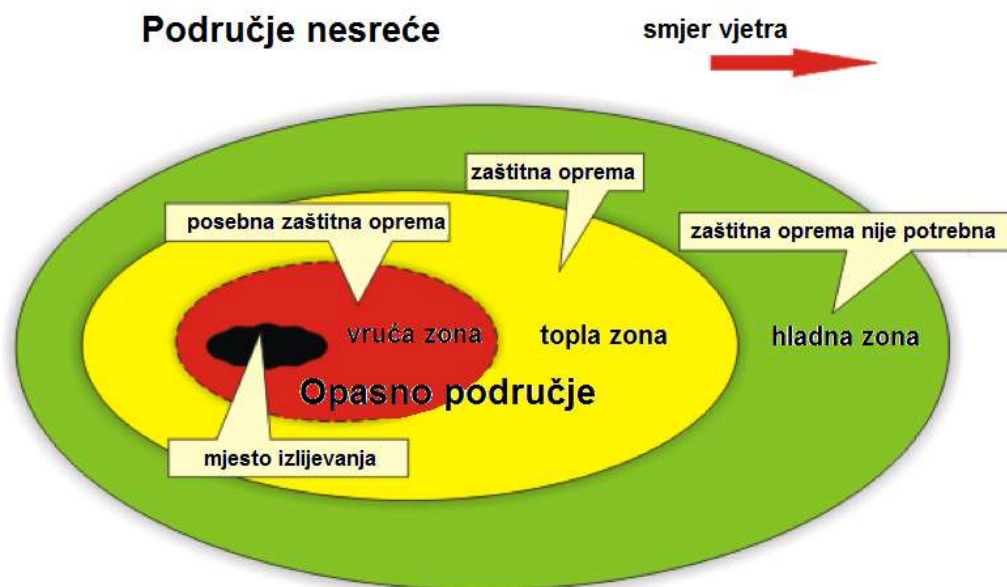 Područje nesreće
smjer vjetra
zaštitna oprema
posebna zaštitna oprema
zaštitna oprema nije potrebna
vruća zona
topla zona
hladna zona
Opasno područje
mjesto izlijevanja